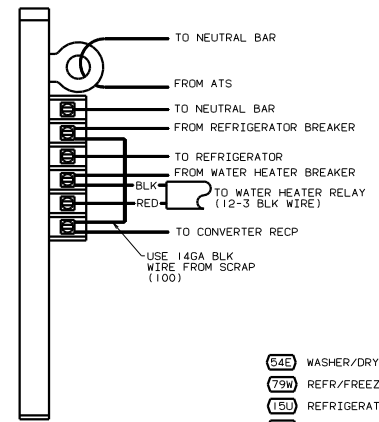 TO NEUTRAL BAR
FROM ATS
TO NEUTRAL BAR
FROM REFRIGERATOR BREAKER
TO REFRIGERATOR
FROM WATER HEATER BREAKER
BLK
TO WATER HEATER RELAY
RED
(12-3 BLK WIRE)
TO CONVERTER RECP
USE 14GA BLK
WIRE FROM SCRAP
(100)
54E WASHER/DRY
79W REFR/FREEZ
15U REFRIGERAT